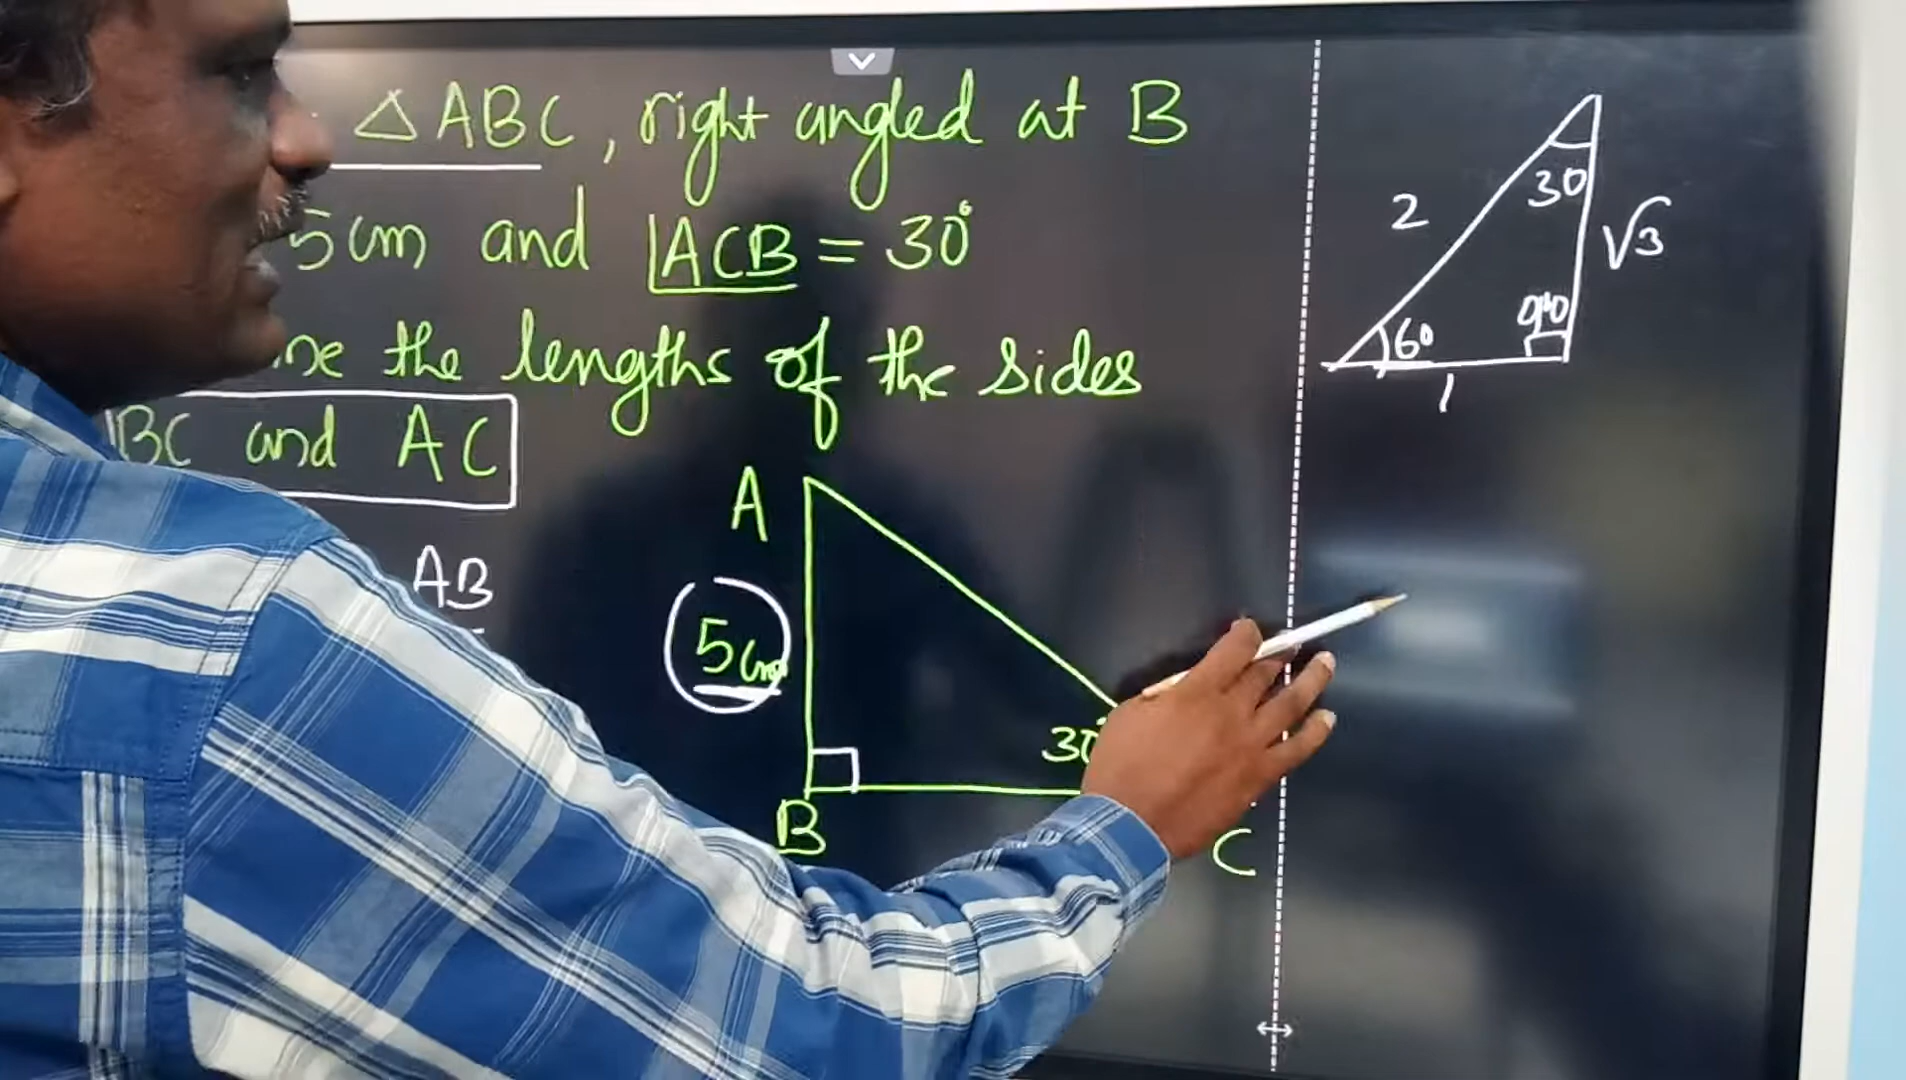 △ABC, right angled at B
5cm and ∠ACB = 30°
the lengths of the sides
BC and AC
AB
A
5cm
30
B
C
2
30
√3
60
90
1